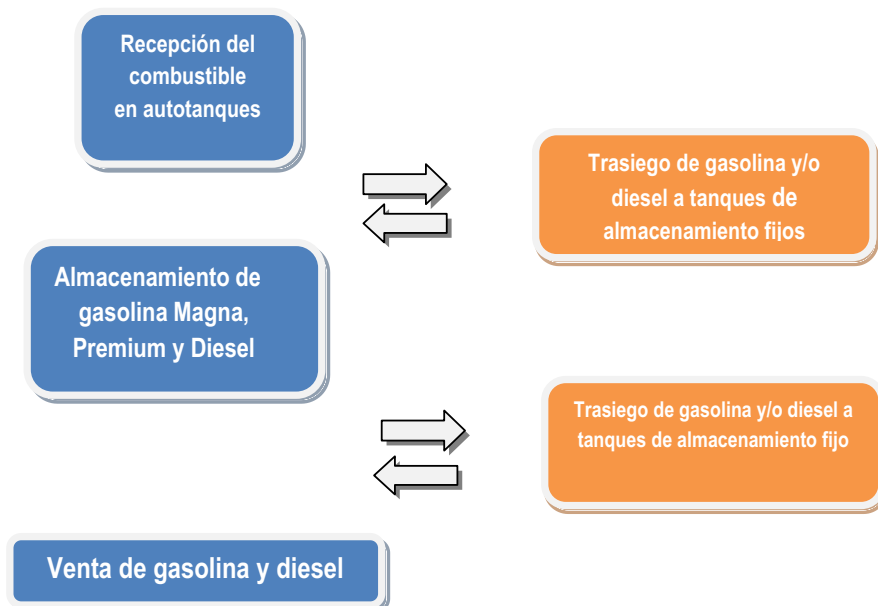 Recepción del
combustible
en autotanques
Trasiego de gasolina y/o
diesel a tanques de
almacenamiento fijos
Almacenamiento de
gasolina Magna,
Premium y Diesel
Trasiego de gasolina y/o diesel a
tanques de almacenamiento fijo
Venta de gasolina y diesel